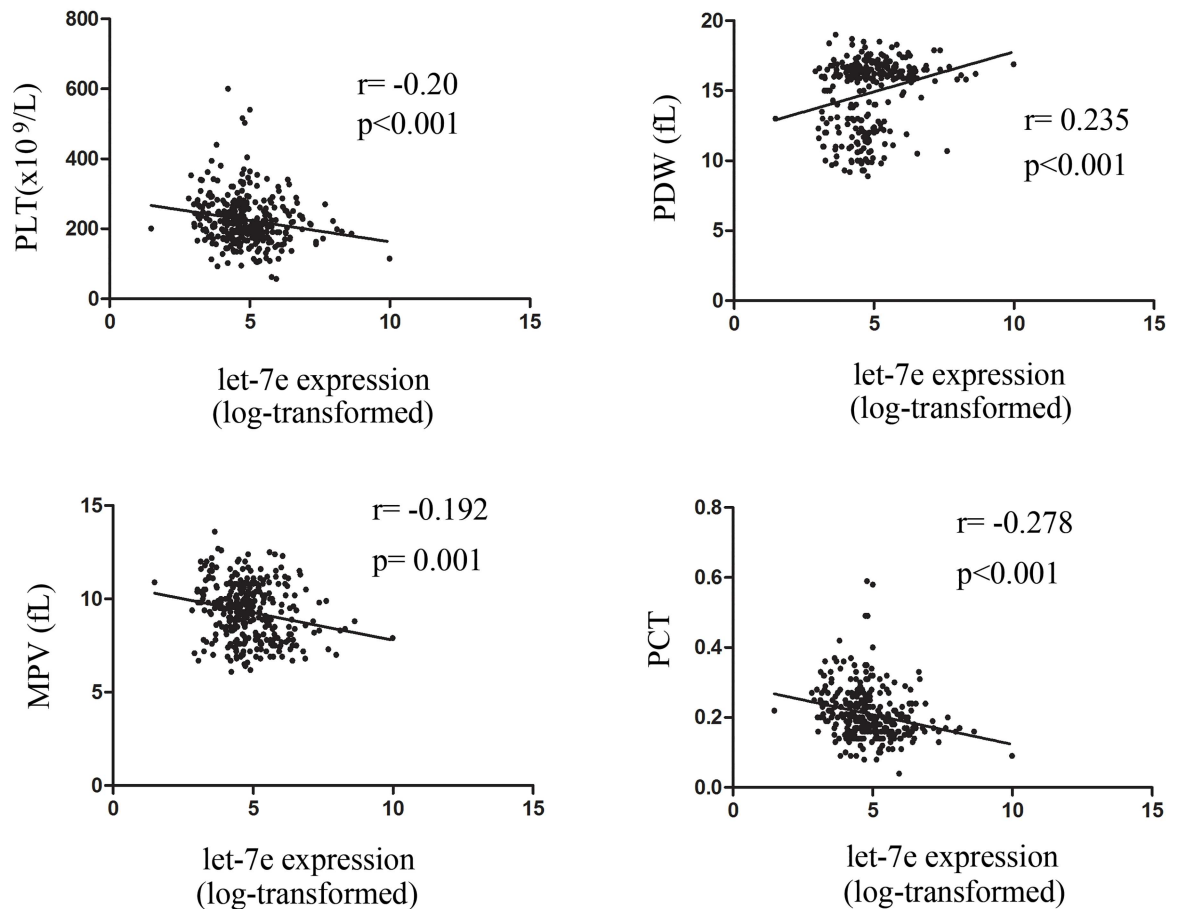 800
600
400
200
0
PLT(x10⁹/L)
r= -0.20
p<0.001
0 5 10 15
let-7e expression
(log-transformed)
20
15
10
5
0
PDW (fL)
r= 0.235
p<0.001
0 5 10 15
let-7e expression
(log-transformed)
15
10
5
0
MPV (fL)
r= -0.192
p= 0.001
0 5 10 15
let-7e expression
(log-transformed)
0.8
0.6
0.4
0.2
0.0
PCT
r= -0.278
p<0.001
0 5 10 15
let-7e expression
(log-transformed)